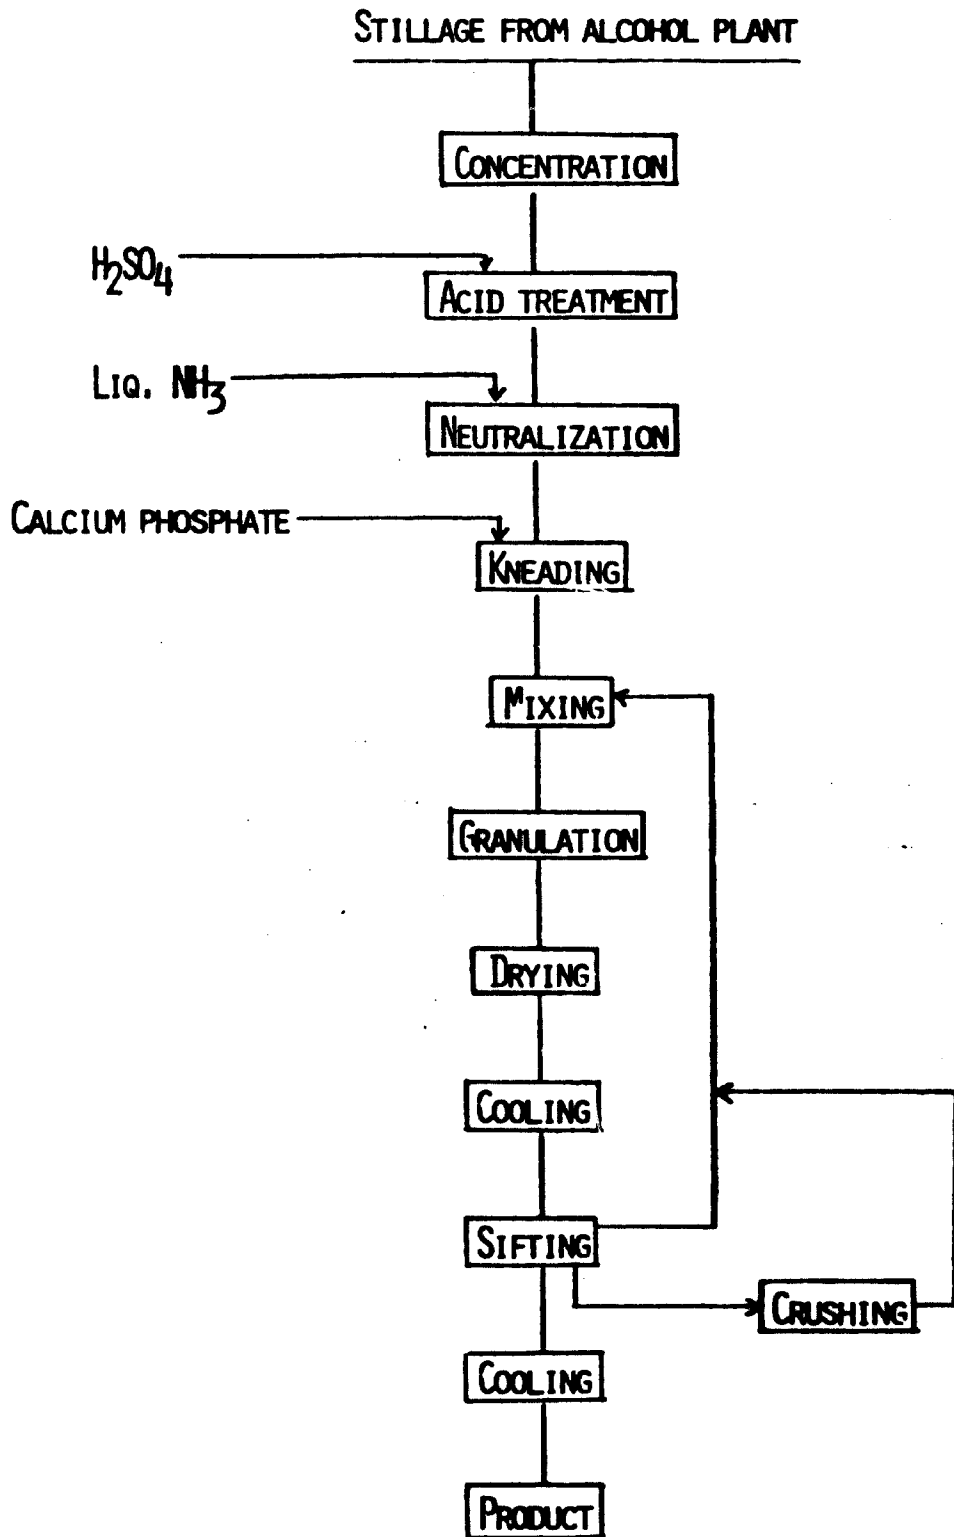 STILLAGE FROM ALCOHOL PLANT
CONCENTRATION
H2SO4
ACID TREATMENT
LIQ. NH3
NEUTRALIZATION
CALCIUM PHOSPHATE
KNEADING
MIXING
GRANULATION
DRYING
COOLING
SIFTING
CRUSHING
COOLING
PRODUCT